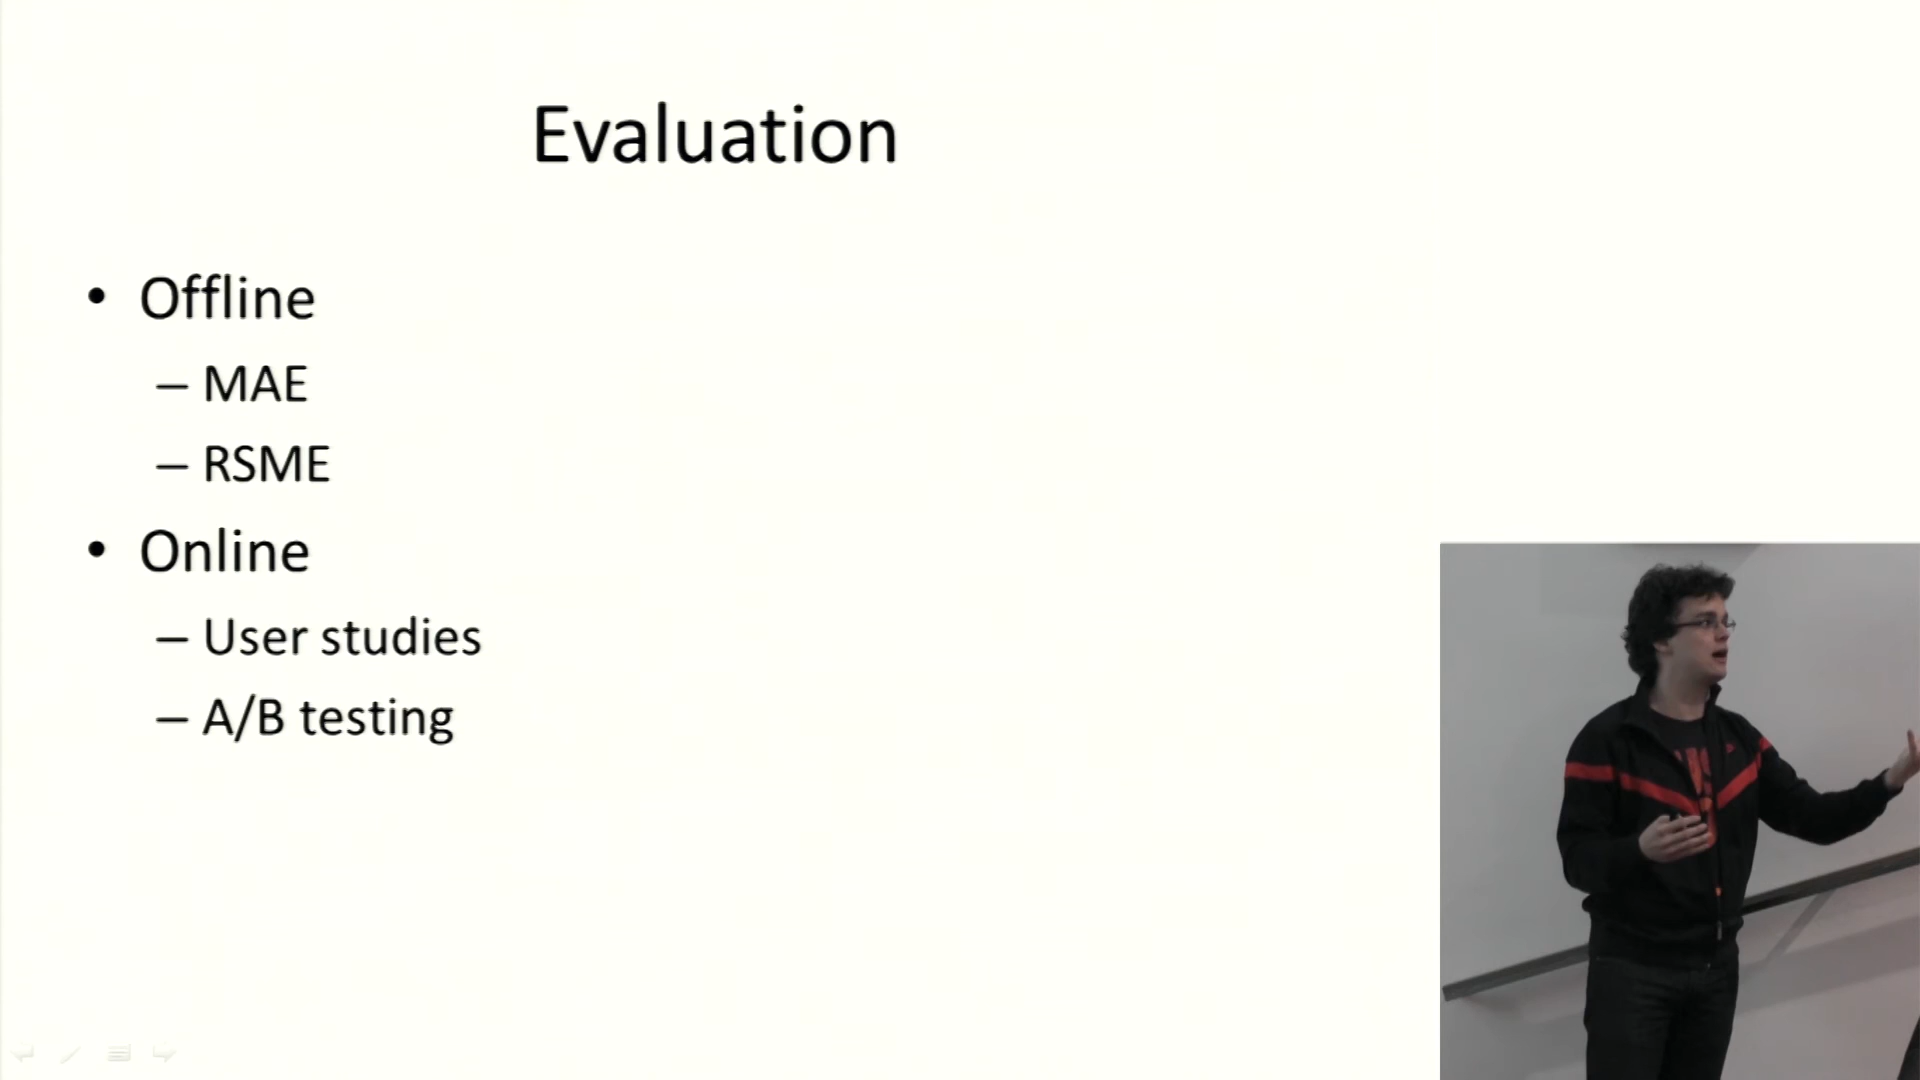 Evaluation
• Offline
– MAE
– RSME
• Online
– User studies
– A/B testing